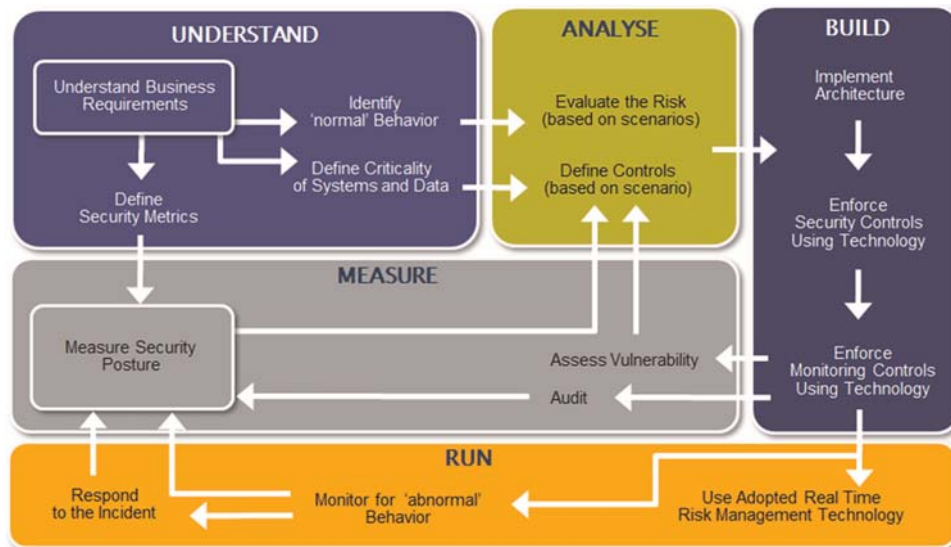 UNDERSTAND
Understand Business
Requirements
Identify
‘normal’ Behavior
Define Criticality
of Systems and Data
Define
Security Metrics
ANALYSE
Evaluate the Risk
(based on scenarios)
Define Controls
(based on scenario)
BUILD
Implement
Architecture
Enforce
Security Controls
Using Technology
Enforce
Monitoring Controls
Using Technology
MEASURE
Measure Security
Posture
Assess Vulnerability
Audit
RUN
Respond
to the Incident
Monitor for ‘abnormal’
Behavior
Use Adopted Real Time
Risk Management Technology